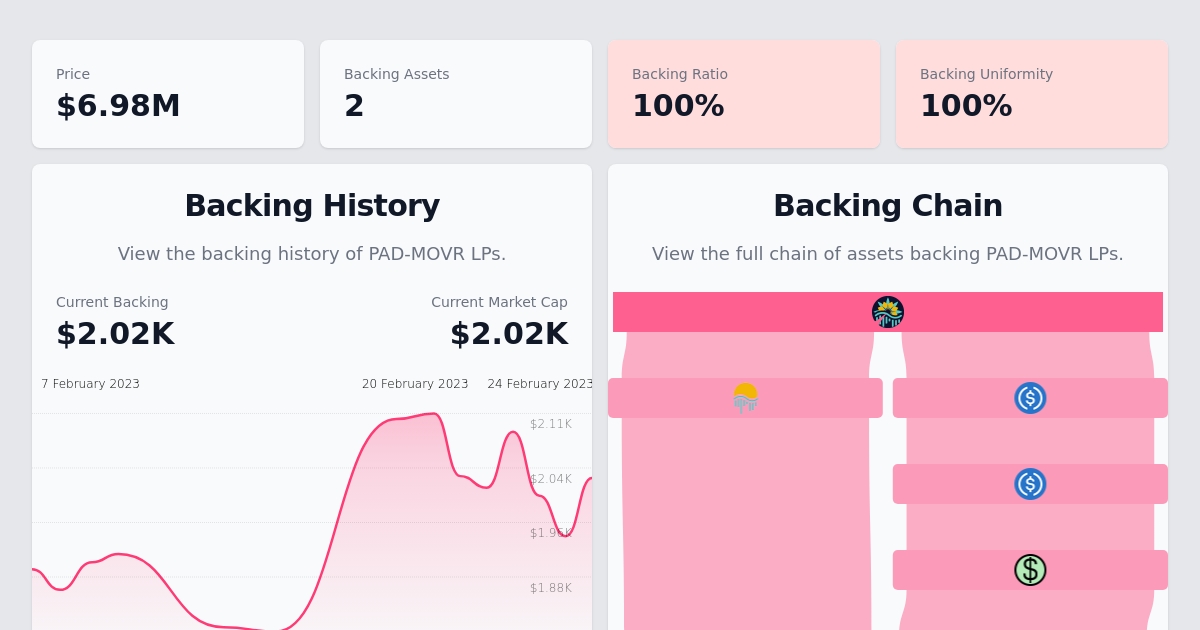 Price
$6.98M
Backing Assets
2
Backing Ratio
100%
Backing Uniformity
100%
Backing History
View the backing history of PAD-MOVR LPs.
Current Backing
$2.02K
Current Market Cap
$2.02K
7 February 2023
20 February 2023
24 February 2023
$2.11K
$2.04K
$1.96K
$1.88K
Backing Chain
View the full chain of assets backing PAD-MOVR LPs.
$
$
$